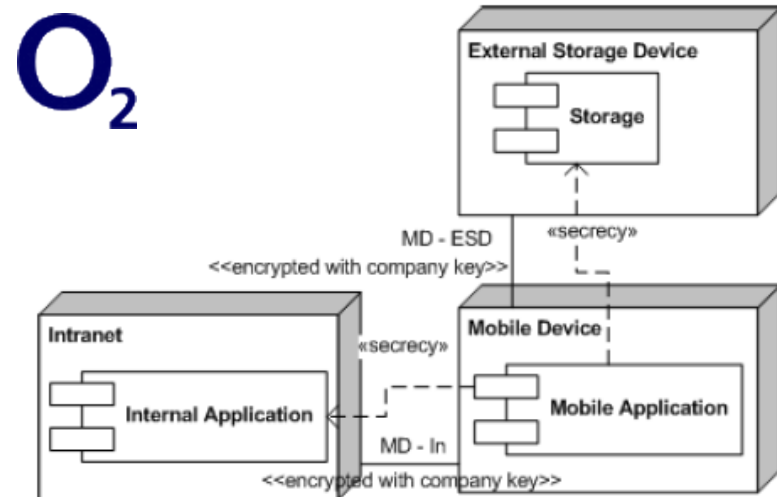 O2
External Storage Device
Storage
MD - ESD
«secrecy»
<<encrypted with company key>>
Intranet
«secrecy»
Mobile Device
Internal Application
Mobile Application
MD - In
<<encrypted with company key>>